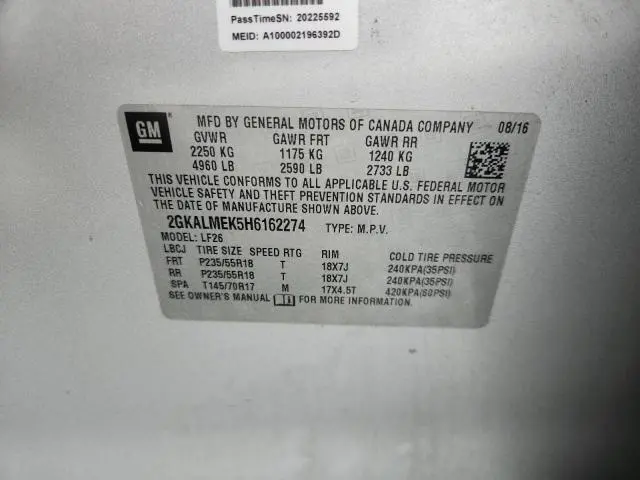 PassTimeSN: 20225592
MEID: A100002196392D
GM
MFD BY GENERAL MOTORS OF CANADA COMPANY 08/16
GVWR GAWR FRT GAWR RR
2250 KG 1175 KG 1240 KG
4960 LB 2590 LB 2733 LB
THIS VEHICLE CONFORMS TO ALL APPLICABLE U.S. FEDERAL MOTOR
VEHICLE SAFETY AND THEFT PREVENTION STANDARDS IN EFFECT ON
THE DATE OF MANUFACTURE SHOWN ABOVE.
2GKALMEK5H6162274 TYPE: M.P.V.
MODEL: LF26
LBCJ TIRE SIZE SPEED RTG RIM COLD TIRE PRESSURE
FRT P235/55R18 T 18X7J 240KPA(35PSI)
RR P235/55R18 T 18X7J 240KPA(35PSI)
SPA T145/70R17 M 17X4.5T 420KPA(60PSI)
SEE OWNER'S MANUAL FOR MORE INFORMATION.